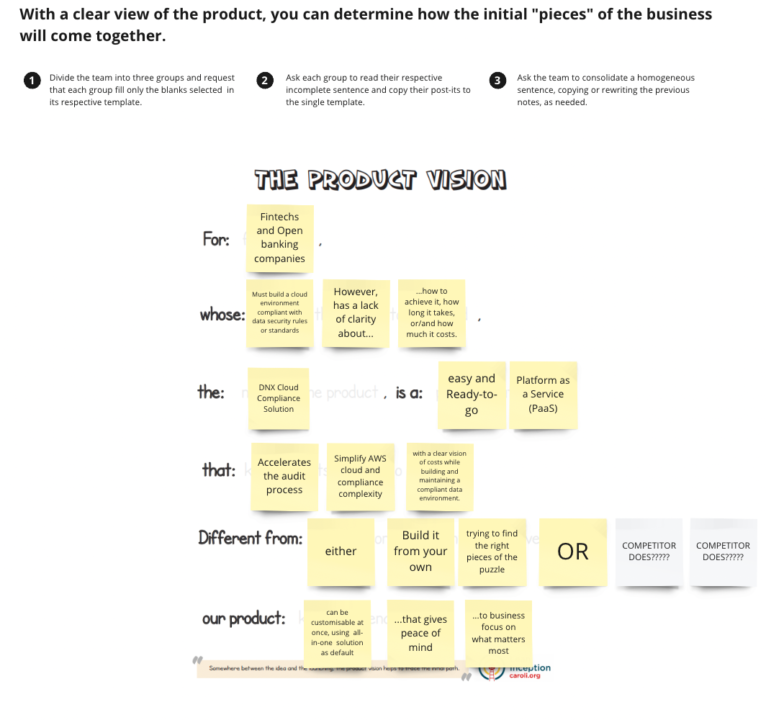 With a clear view of the product, you can determine how the initial "pieces" of the business
will come together.
1
Divide the team into three groups and request
that each group fill only the blanks selected in
its respective template.
2
Ask each group to read their respective
incomplete sentence and copy their post-its to
the single template.
3
Ask the team to consolidate a homogeneous
sentence, copying or rewriting the previous
notes, as needed.
THE PRODUCT VISION
For:
Fintechs
and Open
banking
companies
,
whose:
Must build a cloud
environment
compliant with
data security rules
or standards
However,
has a lack
of clarity
about...
...how to
achieve it, how
long it takes,
or/and how
much it costs.
,
the:
DNX Cloud
Compliance
Solution
product
, is a:
easy and
Ready-to-
go
Platform as
a Service
(PaaS)
that:
Accelerates
the audit
process
Simplify AWS
cloud and
compliance
complexity
with a clear vision
of costs while
building and
maintaining a
compliant data
environment.
Different from:
either
Build it
from your
own
trying to find
the right
pieces of the
puzzle
OR
COMPETITOR
DOES?????
COMPETITOR
DOES?????
our product:
can be
customisable at
once, using all-
in-one solution
as default
...that gives
peace of
mind
...to business
focus on
what matters
most
Somewhere between the idea and the
product vision helps
the initial path.
inception
caroli.org